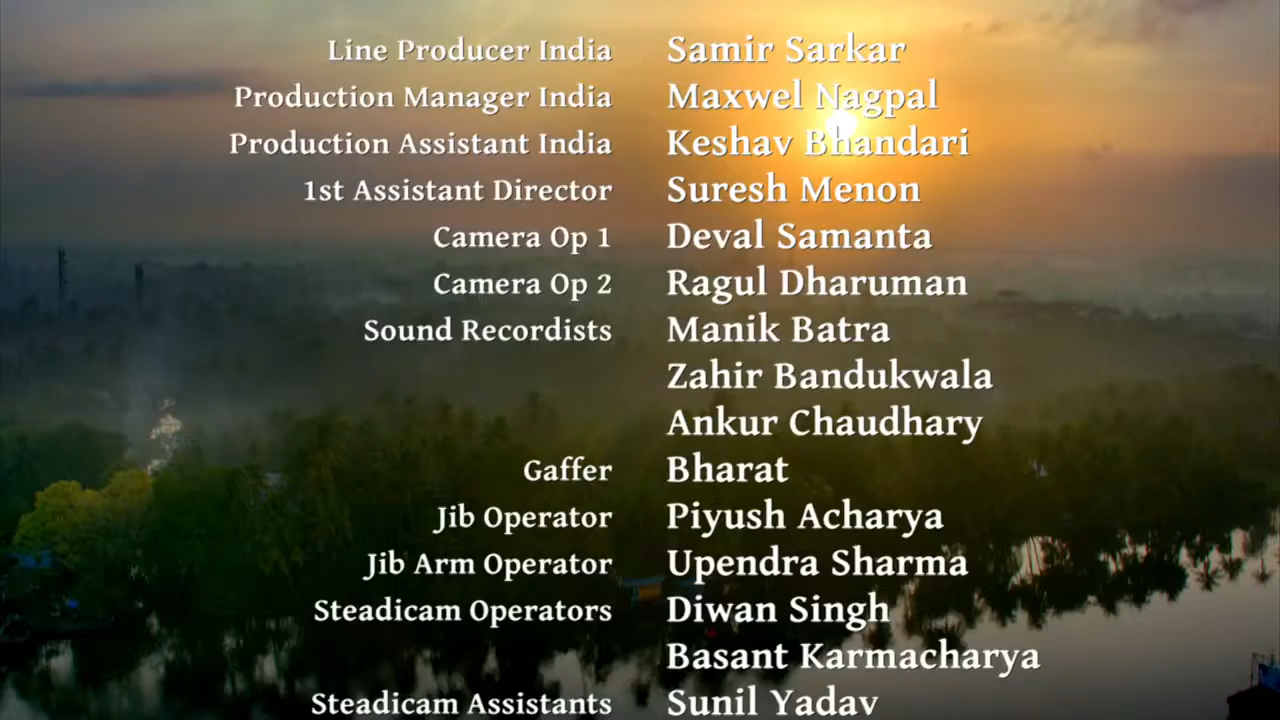 Line Producer India Samir Sarkar
Production Manager India Maxwel Nagpal
Production Assistant India Keshav Bhandari
1st Assistant Director Suresh Menon
Camera Op 1 Deval Samanta
Camera Op 2 Ragul Dharuman
Sound Recordists Manik Batra
Zahir Bandukwala
Ankur Chaudhary
Gaffer Bharat
Jib Operator Piyush Acharya
Jib Arm Operator Upendra Sharma
Steadicam Operators Diwan Singh
Basant Karmacharya
Steadicam Assistants Sunil Yadav